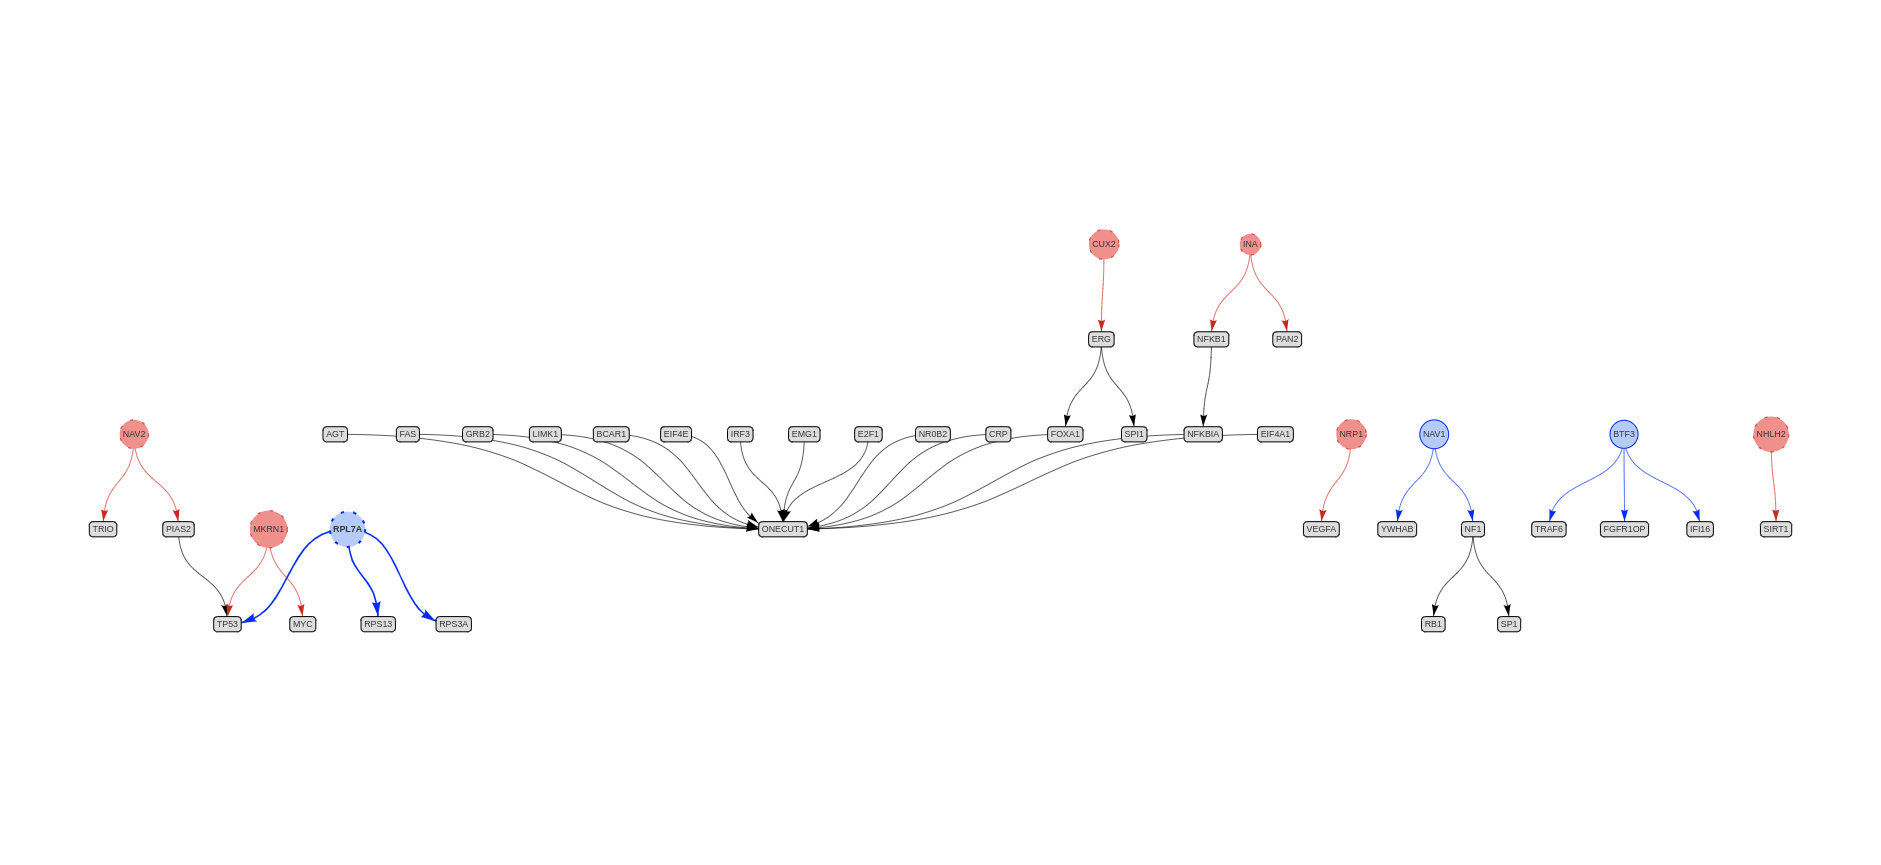 CUX2
INA
ERG
NFKB1
PAN2
NAV2
AGT
FAS
GRB2
LIMK1
BCAR1
EIF4E
IRF3
EMG1
E2F1
NR0B2
CRP
FOXA1
SPI1
NFKBIA
EIF4A1
NRP1
NAV1
BTF3
NHLH2
TRIO
PIAS2
MKRN1
RPL7A
ONECUT1
VEGFA
YWHAB
NF1
TRAF6
FGFR1OP
IFI16
SIRT1
TP53
MYC
RPS13
RPS3A
RB1
SP1